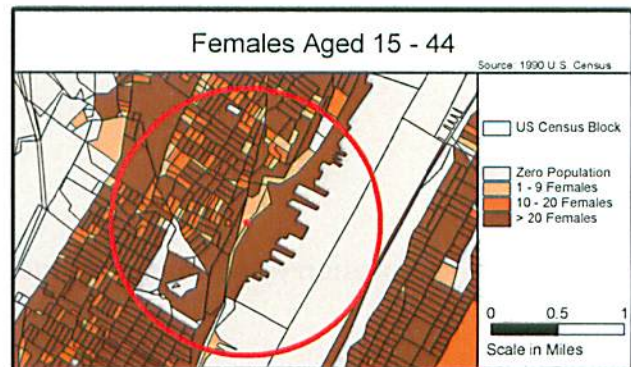 Females Aged 15 - 44
Source: 1990 U.S. Census
US Census Block
Zero Population
1 - 9 Females
10 - 20 Females
> 20 Females
0 0.5 1
Scale in Miles